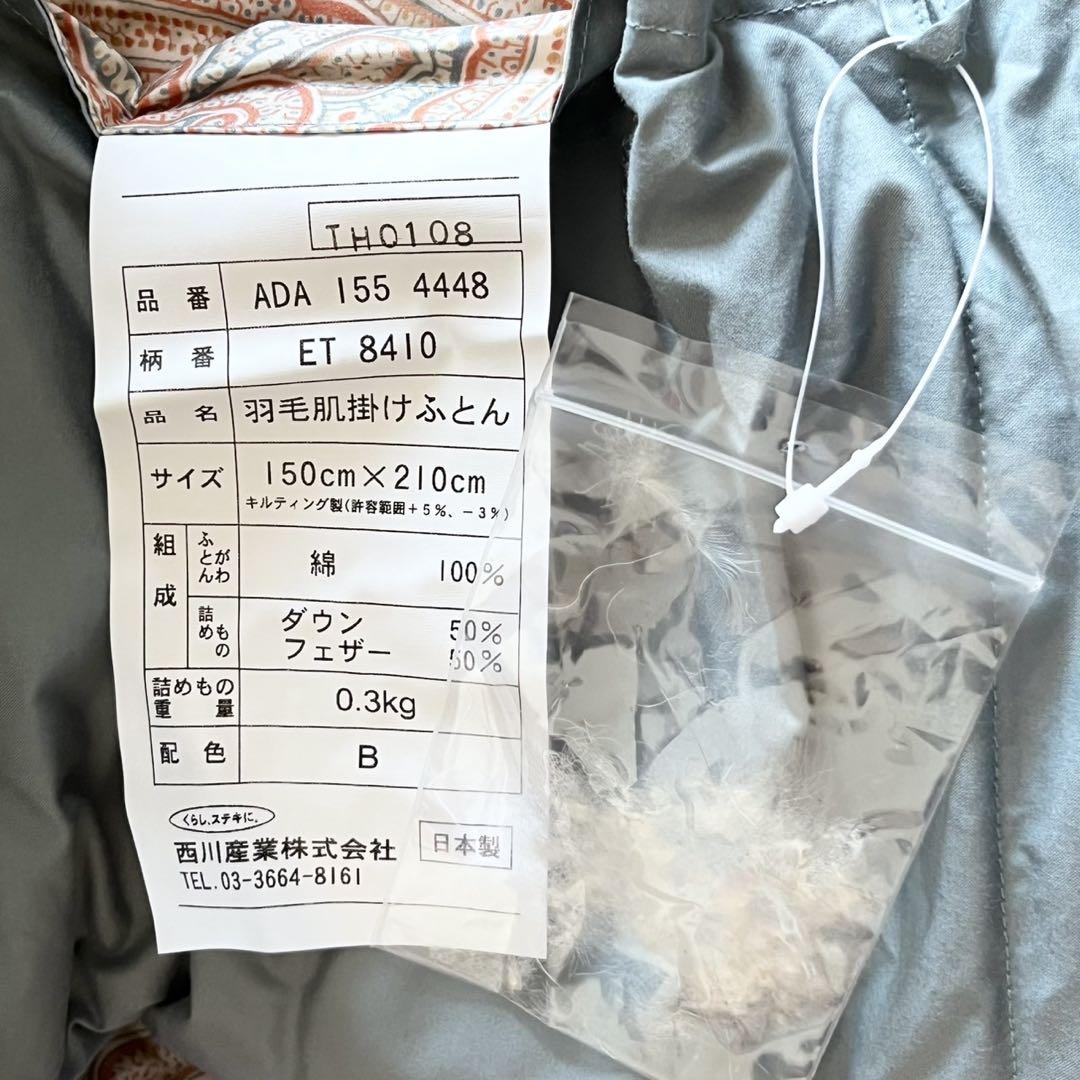 TH0108
品番 ADA 155 4448
柄番 ET 8410
品名 羽毛肌掛けふとん
サイズ 150cm×210cm
キルティング製(許容範囲+5%、-3%)
組成 ふとんがわ 綿 100%
詰めもの ダウン 50%
フェザー 50%
詰めもの重量 0.3kg
配色 B
くらし、ステキに。
西川産業株式会社 日本製
TEL.03-3664-8161